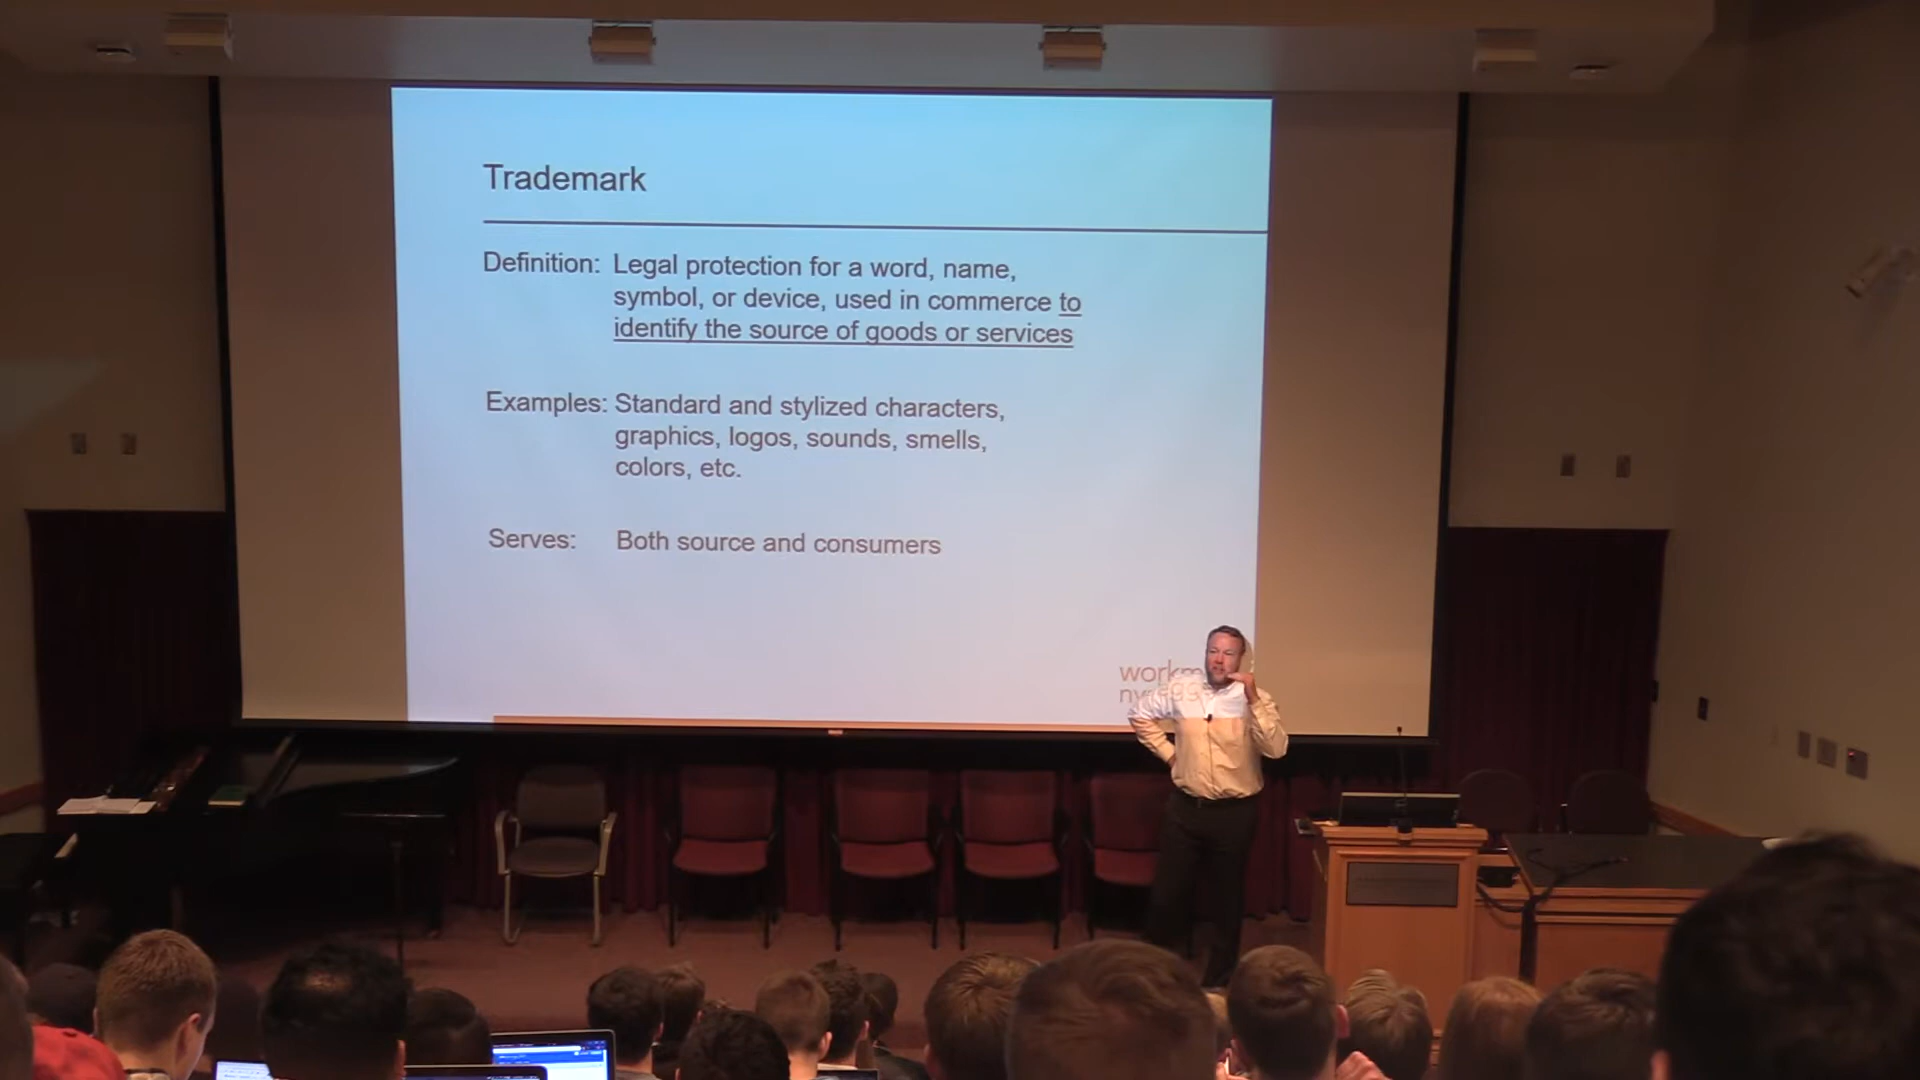 Trademark
Definition: Legal protection for a word, name,
symbol, or device, used in commerce to
identify the source of goods or services
Examples: Standard and stylized characters,
graphics, logos, sounds, smells,
colors, etc.
Serves: Both source and consumers